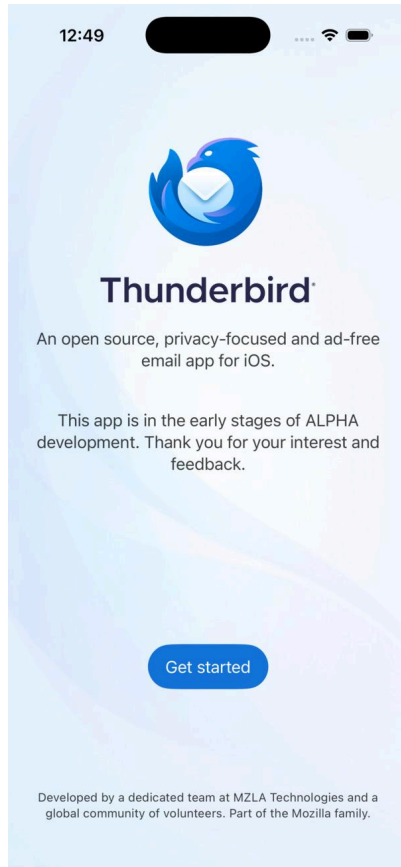 12:49
Thunderbird
An open source, privacy-focused and ad-free
email app for iOS.
This app is in the early stages of ALPHA
development. Thank you for your interest and
feedback.
Get started
Developed by a dedicated team at MZLA Technologies and a
global community of volunteers. Part of the Mozilla family.